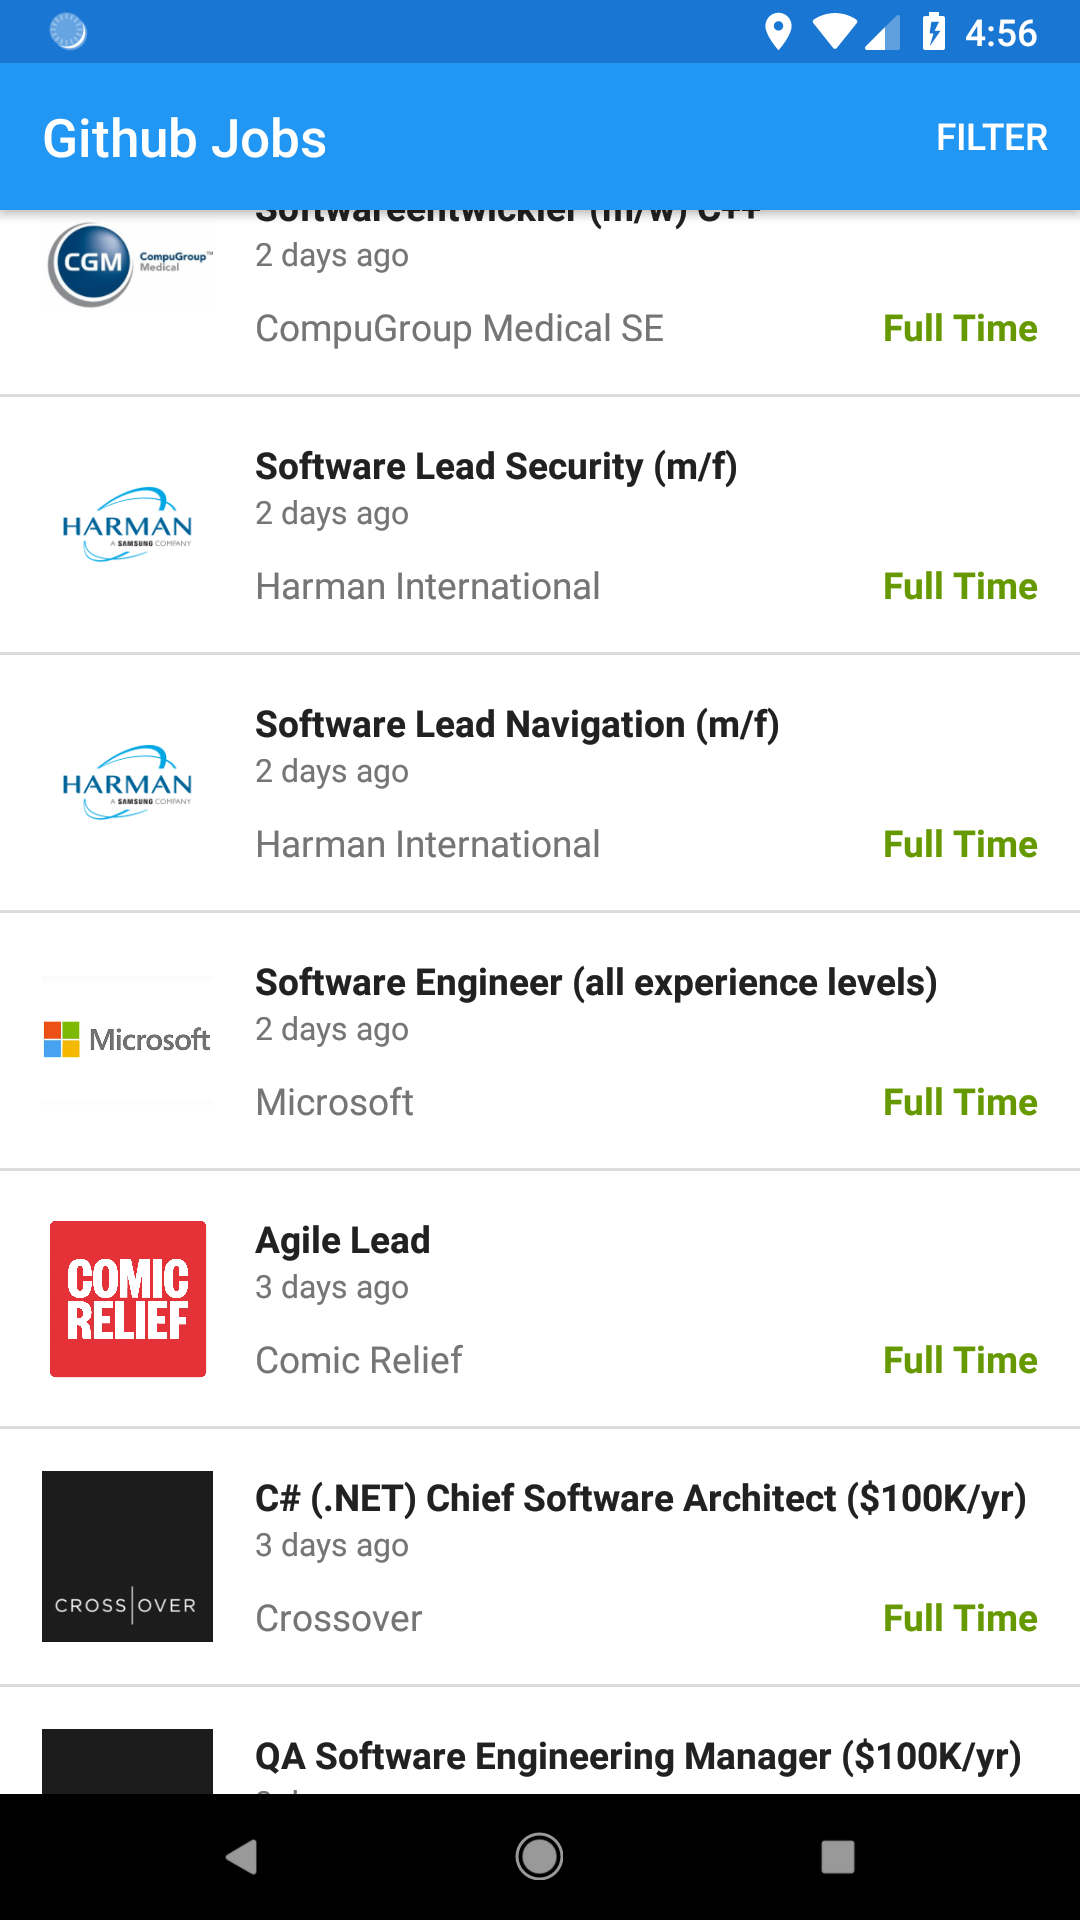 4:56
Github Jobs
FILTER
Softwareentwickler (m/w) C++
2 days ago
CGM CompuGroup™
Medical
CompuGroup Medical SE
Full Time
Software Lead Security (m/f)
2 days ago
HARMAN
A SAMSUNG COMPANY
Harman International
Full Time
Software Lead Navigation (m/f)
2 days ago
HARMAN
A SAMSUNG COMPANY
Harman International
Full Time
Software Engineer (all experience levels)
2 days ago
Microsoft
Microsoft
Full Time
Agile Lead
3 days ago
COMIC
RELIEF
Comic Relief
Full Time
C# (.NET) Chief Software Architect ($100K/yr)
3 days ago
CROSS|OVER
Crossover
Full Time
QA Software Engineering Manager ($100K/yr)